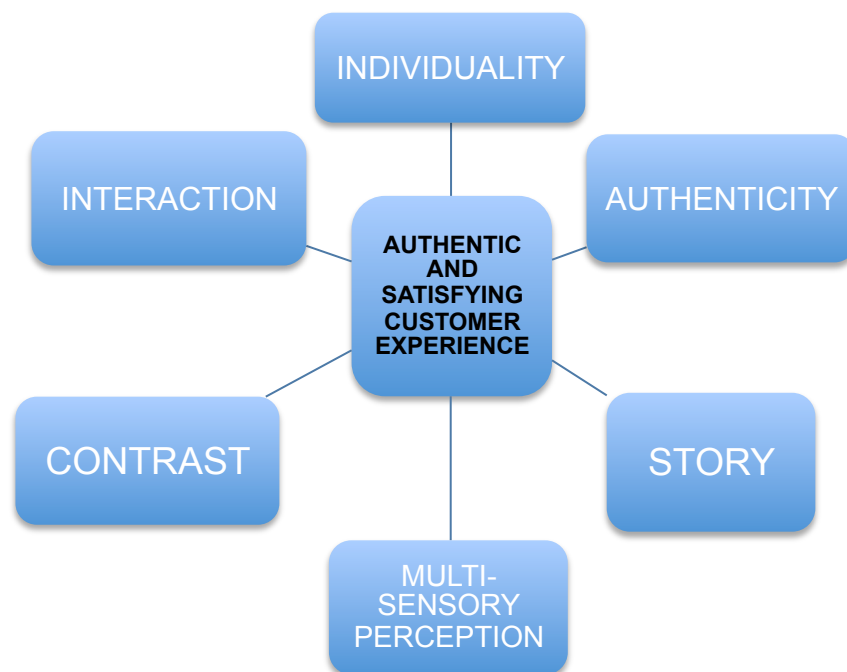 INDIVIDUALITY
INTERACTION
AUTHENTICITY
AUTHENTIC
AND
SATISFYING
CUSTOMER
EXPERIENCE
CONTRAST
STORY
MULTI-
SENSORY
PERCEPTION